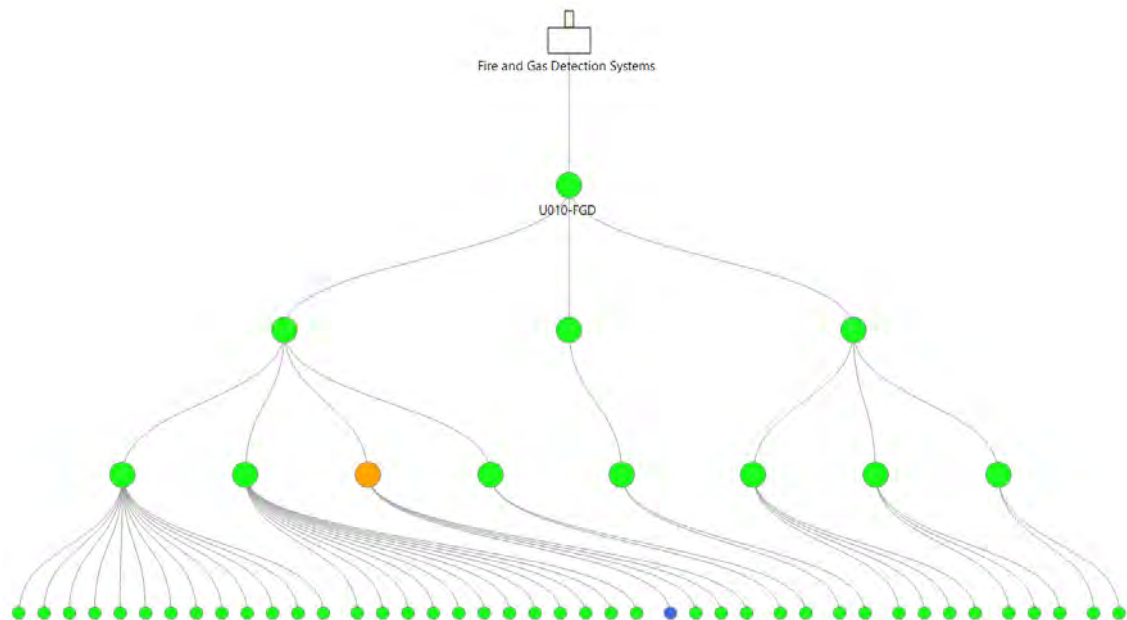 Fire and Gas Detection Systems
U010-FGD